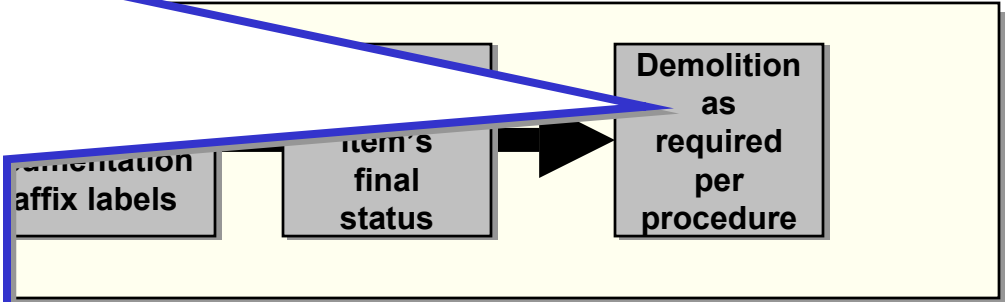 affix labels
item's
final
status
Demolition
as
required
per
procedure